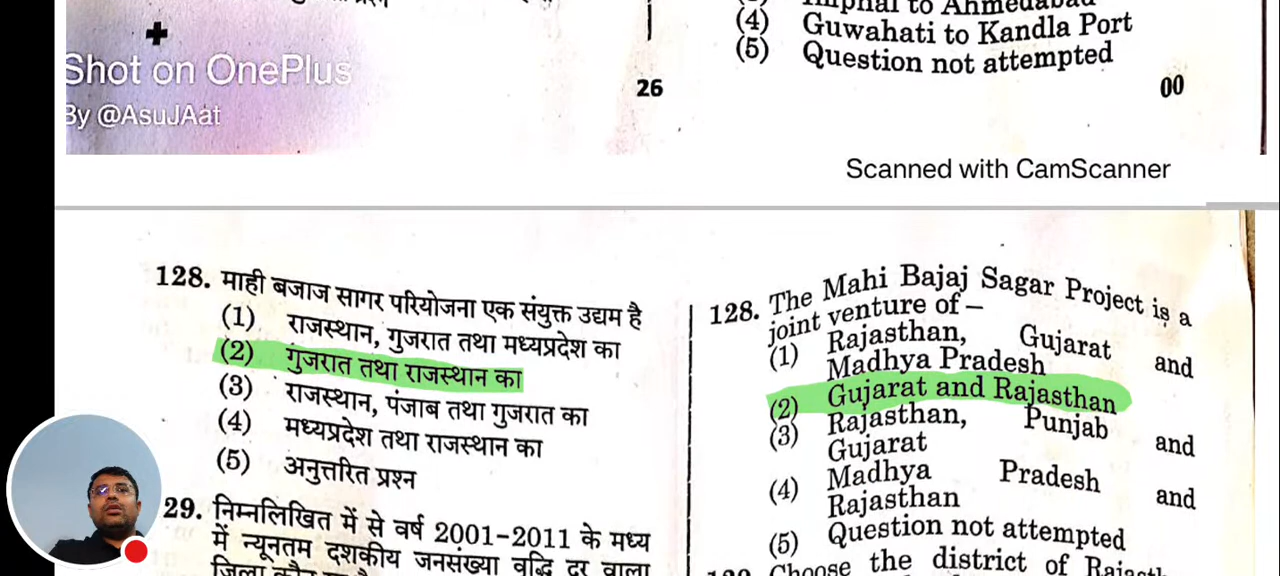 Imphal to Ahmedabad
(4) Guwahati to Kandla Port
(5) Question not attempted
26
00
Shot on OnePlus
By @AsuJAat
Scanned with CamScanner
128. माही बजाज सागर परियोजना एक संयुक्त उद्यम है
(1) राजस्थान, गुजरात तथा मध्यप्रदेश का
(2) गुजरात तथा राजस्थान का
(3) राजस्थान, पंजाब तथा गुजरात का
(4) मध्यप्रदेश तथा राजस्थान का
(5) अनुत्तरित प्रश्न
29. निम्नलिखित में से वर्ष 2001-2011 के मध्य
में न्यूनतम दशकीय जनसंख्या वृद्धि दर वाला
128. The Mahi Bajaj Sagar Project is a
joint venture of –
(1) Rajasthan, Gujarat and
Madhya Pradesh
(2) Gujarat and Rajasthan
(3) Rajasthan, Punjab and
Gujarat
(4) Madhya Pradesh and
Rajasthan
(5) Question not attempted
Choose the district of